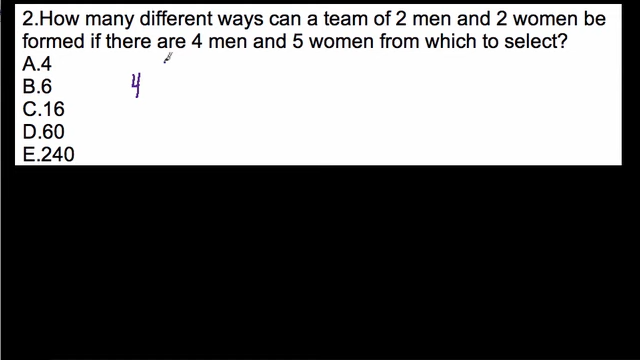 2.How many different ways can a team of 2 men and 2 women be
formed if there are 4 men and 5 women from which to select?
A.4
B.6
4
C.16
D.60
E.240